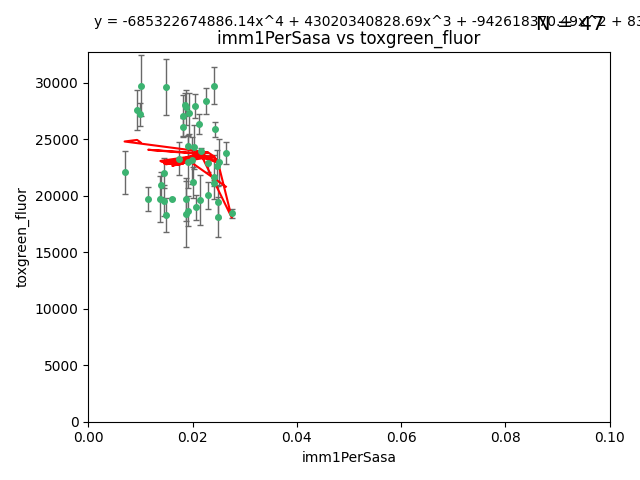 y = -685322674886.14x^4 + 43020340828.69x^3 + + 83
N = 47
imm1PerSasa vs toxgreen_fluor
30000
25000
20000
15000
10000
5000
0
toxgreen_fluor
0.00 0.02 0.04 0.06 0.08 0.10
imm1PerSasa